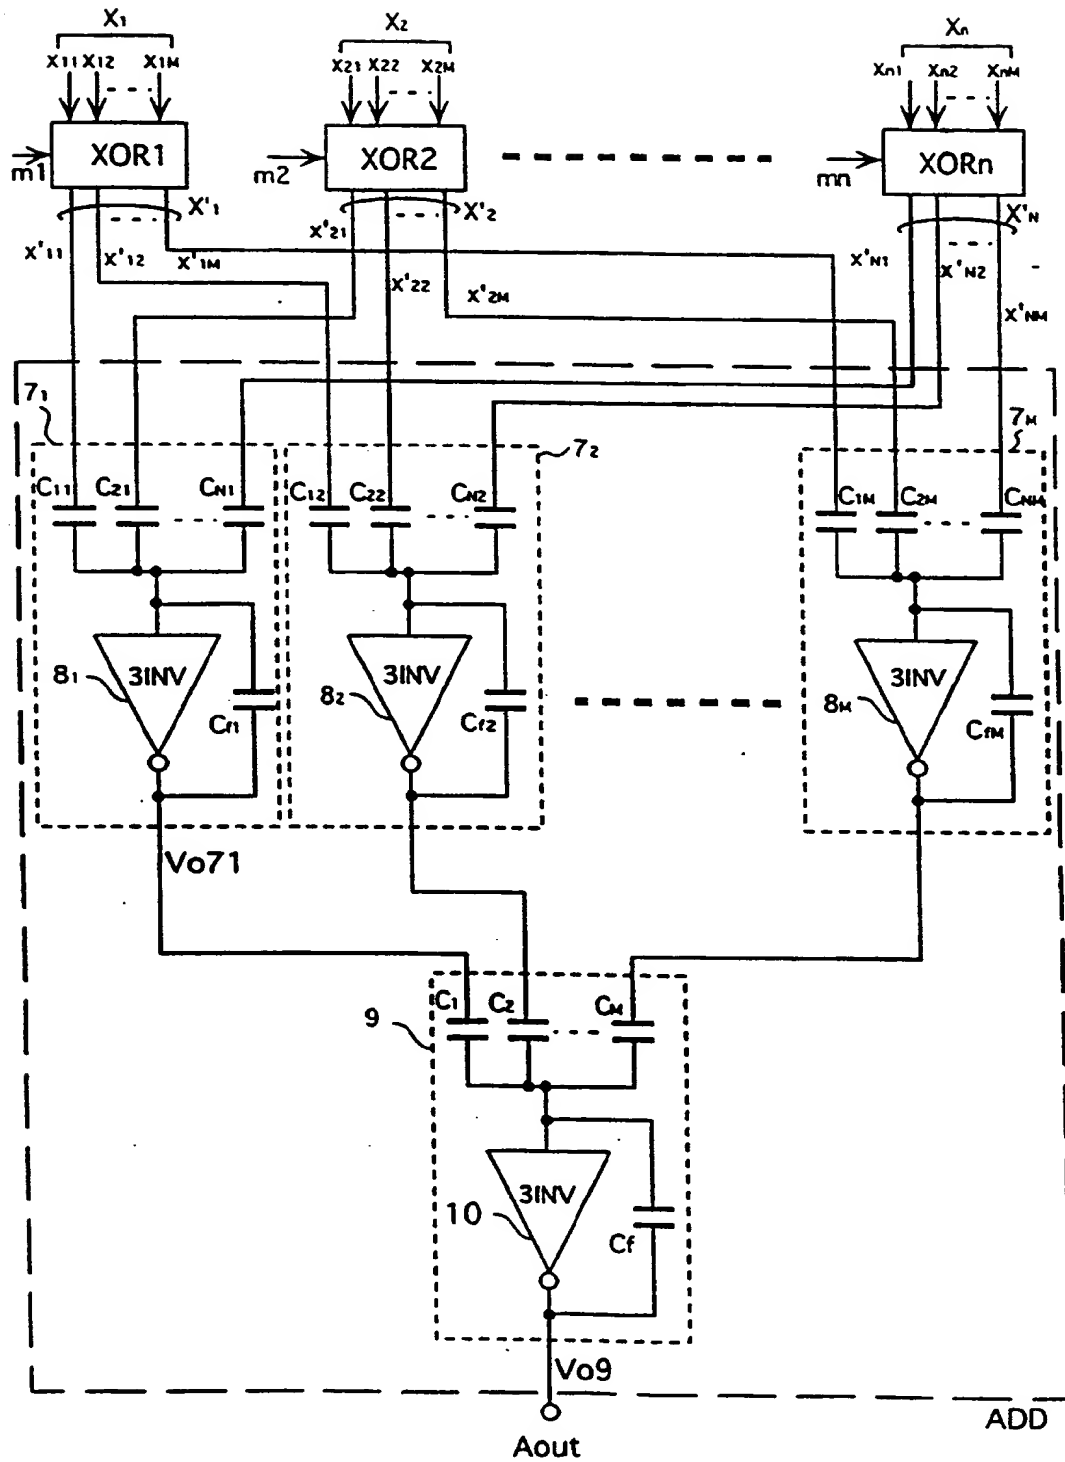 X1 X2 Xn
x11 x12 x1M x21 x22 x2M xn1 xn2 xnM
XOR1 XOR2 XORn
m1 m2 mn
X'1 X'2 X'N
x'11 x'12 x'1M x'21 x'22 x'2M x'N1 x'N2 x'NM
71 72 7M
C11 C21 CN1 C12 C22 CN2 C1M C2M CNM
3INV 3INV 3INV
81 82 8M
Cf1 Cf2 CfM
Vo71
C1 C2 CM
9
3INV
10
Cf
Vo9
ADD
Aout